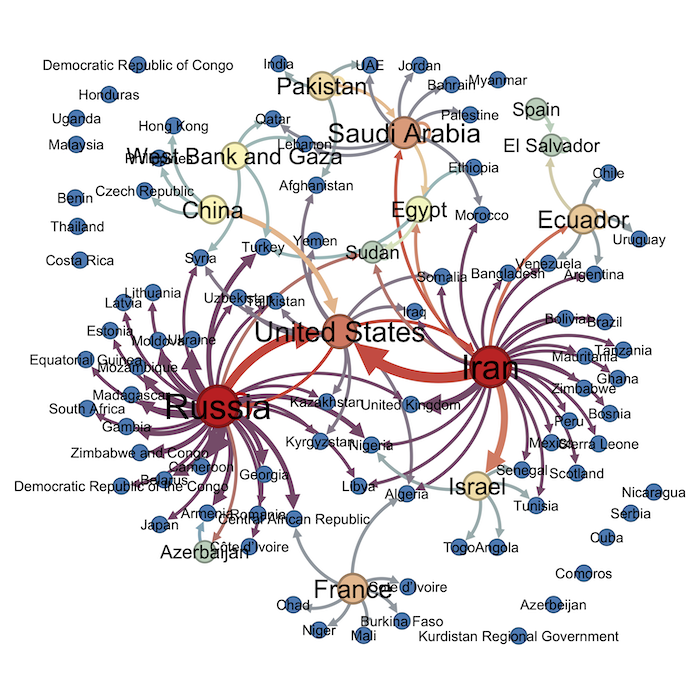 Democratic Republic of Congo
India
UAE
Jordan
Pakistan
Bahrain
Myanmar
Honduras
Spain
Uganda
Hong Kong
Qatar
Saudi Arabia
Palestine
Malaysia
Lebanon
El Salvador
West Bank and Gaza
Ethiopia
Chile
Afghanistan
Czech Republic
Benin
China
Egypt
Morocco
Ecuador
Thailand
Uruguay
Yemen
Turkey
Sudan
Costa Rica
Syria
Venezuela
Somalia
Bangladesh
Argentina
Lithuania
Latvia
Uzbekistan
Tajikistan
Iraq
Bolivia
Brazil
Estonia
Moldova
Ukraine
United States
Tanzania
Equatorial Guinea
Mozambique
Iran
Mauritania
Ghana
Zimbabwe
Madagascar
South Africa
Russia
Kazakhstan
United Kingdom
Bosnia
Gambia
Peru
Kyrgyzstan
Nigeria
Mexico
Sierra Leone
Zimbabwe and Congo
Cameroon
Senegal
Scotland
Belarus
Georgia
Democratic Republic of the Congo
Libya
Algeria
Israel
Nicaragua
Tunisia
Armenia
Romania
Central African Republic
Serbia
Japan
Azerbaijan
Côte d'Ivoire
Togo
Angola
Cuba
Comoros
France
Cote d'Ivoire
Chad
Azerbeijan
Burkina Faso
Niger
Mali
Kurdistan Regional Government